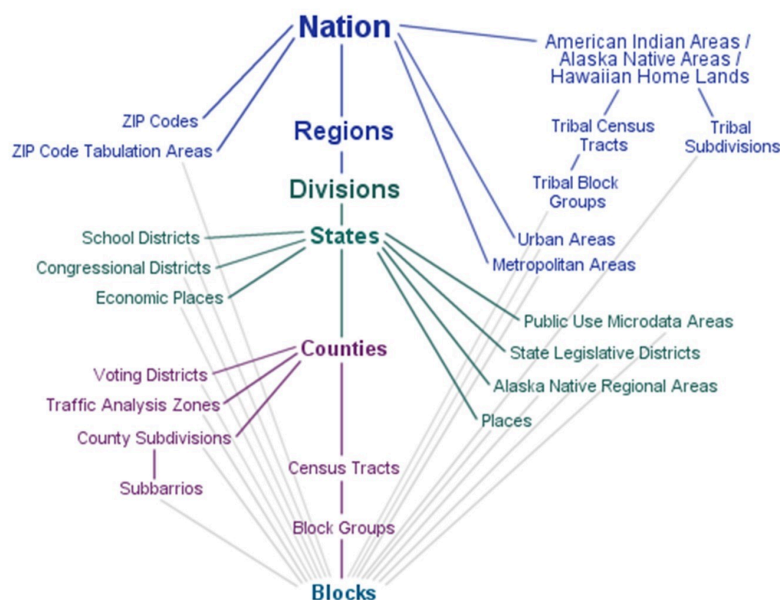 Nation
American Indian Areas /
Alaska Native Areas /
Hawaiian Home Lands
ZIP Codes
ZIP Code Tabulation Areas
Regions
Tribal Census
Tracts
Tribal
Subdivisions
Divisions
Tribal Block
Groups
School Districts
States
Urban Areas
Congressional Districts
Metropolitan Areas
Economic Places
Public Use Microdata Areas
Counties
State Legislative Districts
Voting Districts
Alaska Native Regional Areas
Traffic Analysis Zones
Places
County Subdivisions
Census Tracts
Subbarrios
Block Groups
Blocks